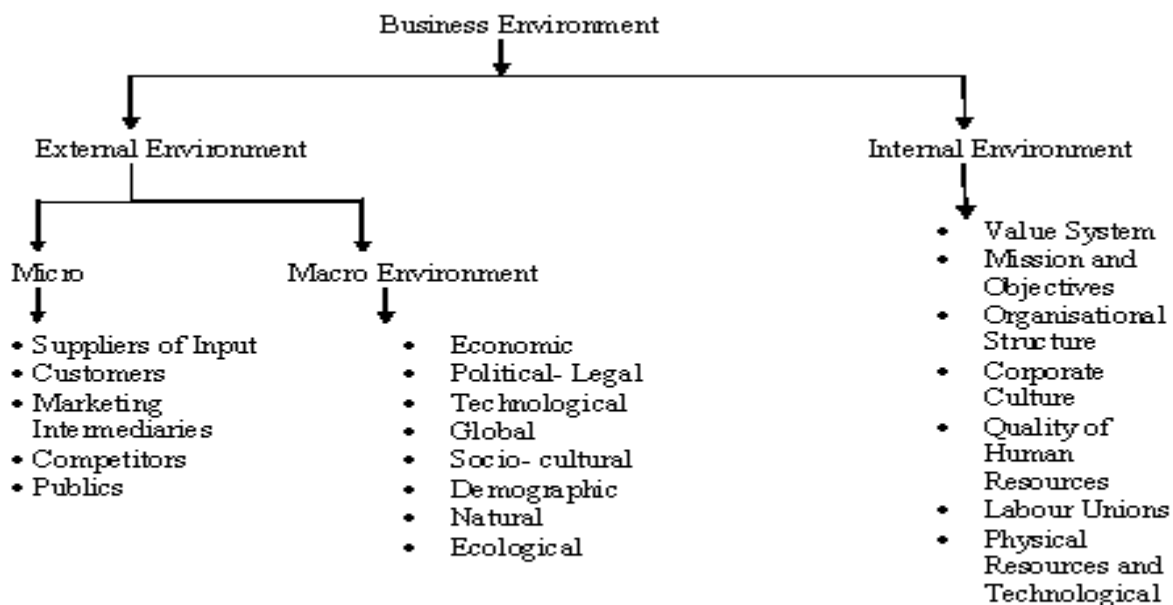 Business Environment
External Environment
Internal Environment
Micro
Macro Environment
• Suppliers of Input
• Customers
• Marketing
Intermediaries
• Competitors
• Publics
• Economic
• Political- Legal
• Technological
• Global
• Socio- cultural
• Demographic
• Natural
• Ecological
• Value System
• Mission and
Objectives
• Organisational
Structure
• Corporate
Culture
• Quality of
Human
Resources
• Labour Unions
• Physical
Resources and
Technological